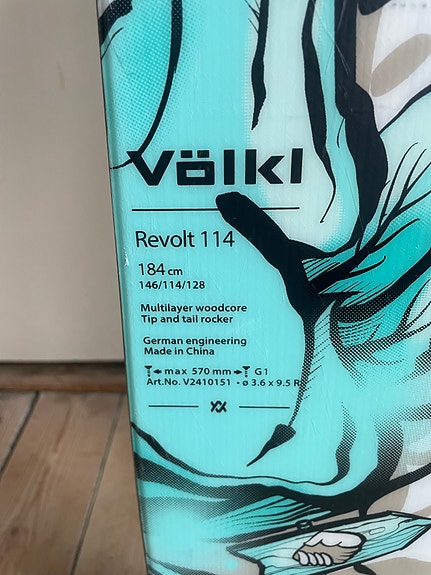 Völkl
Revolt 114
184 cm
146/114/128
Multilayer woodcore
Tip and tail rocker
German engineering
Made in China
max 570 mm G1
Art.No. V2410151 • ø 3.6 x 9.5 R